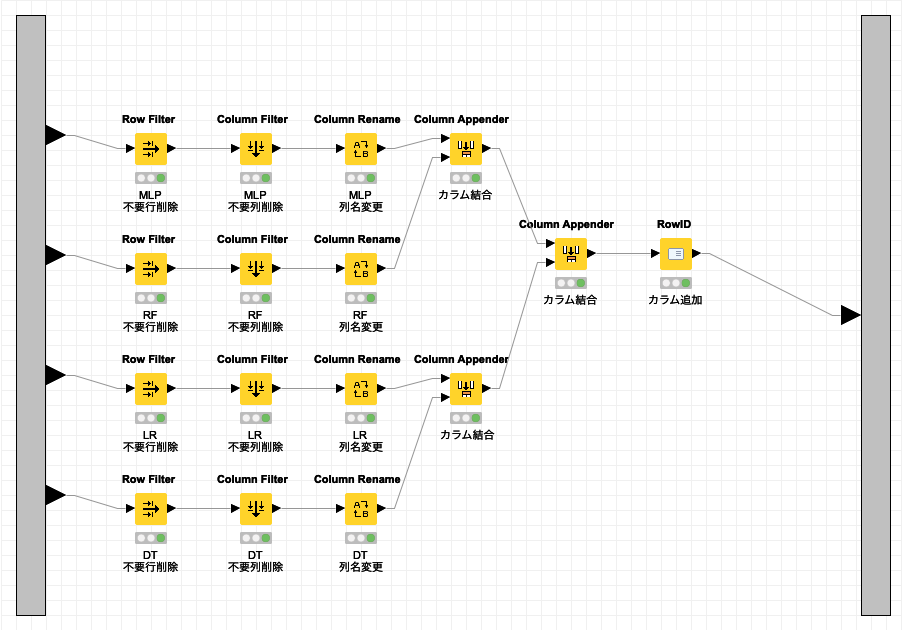 Row Filter
Column Filter
Column Rename
Column Appender
MLP
不要行削除
MLP
不要列削除
MLP
列名変更
カラム結合
Row Filter
Column Filter
Column Rename
Column Appender
RowID
RF
不要行削除
RF
不要列削除
RF
列名変更
カラム結合
カラム追加
Row Filter
Column Filter
Column Rename
Column Appender
LR
不要行削除
LR
不要列削除
LR
列名変更
カラム結合
Row Filter
Column Filter
Column Rename
DT
不要行削除
DT
不要列削除
DT
列名変更